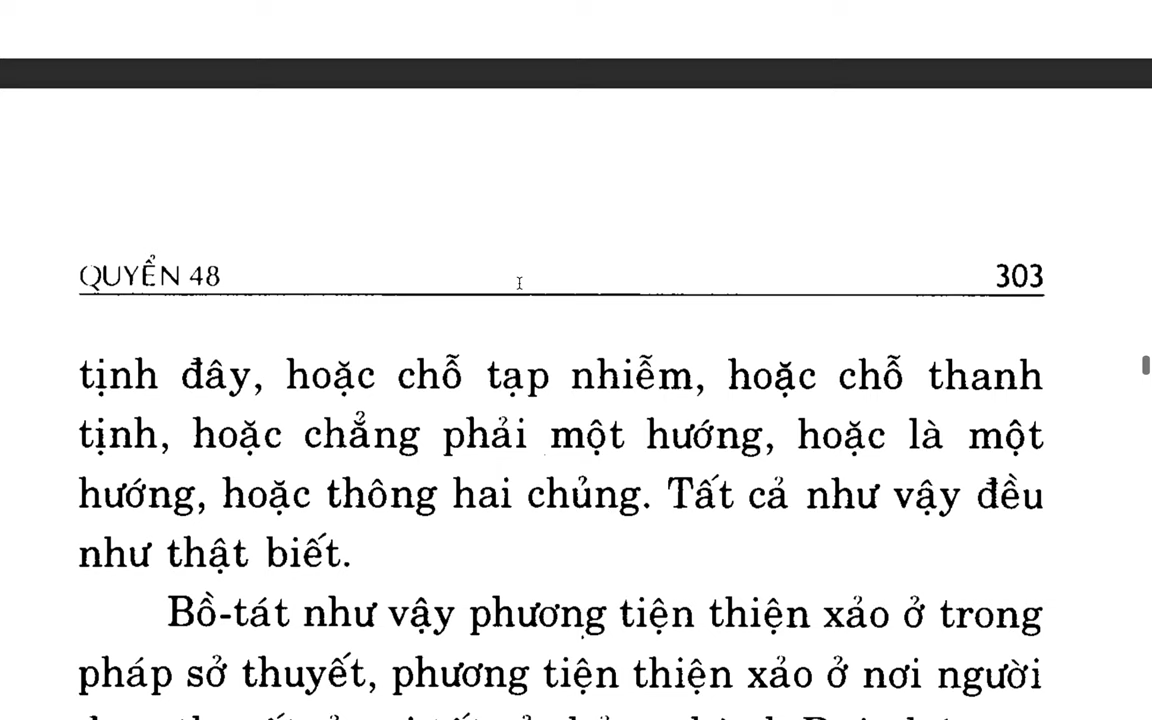 QUYỂN 48 303
tịnh đây, hoặc chỗ tạp nhiễm, hoặc chỗ thanh
tịnh, hoặc chẳng phải một hướng, hoặc là một
hướng, hoặc thông hai chủng. Tất cả như vậy đều
như thật biết.
Bồ-tát như vậy phương tiện thiện xảo ở trong
pháp sở thuyết, phương tiện thiện xảo ở nơi người